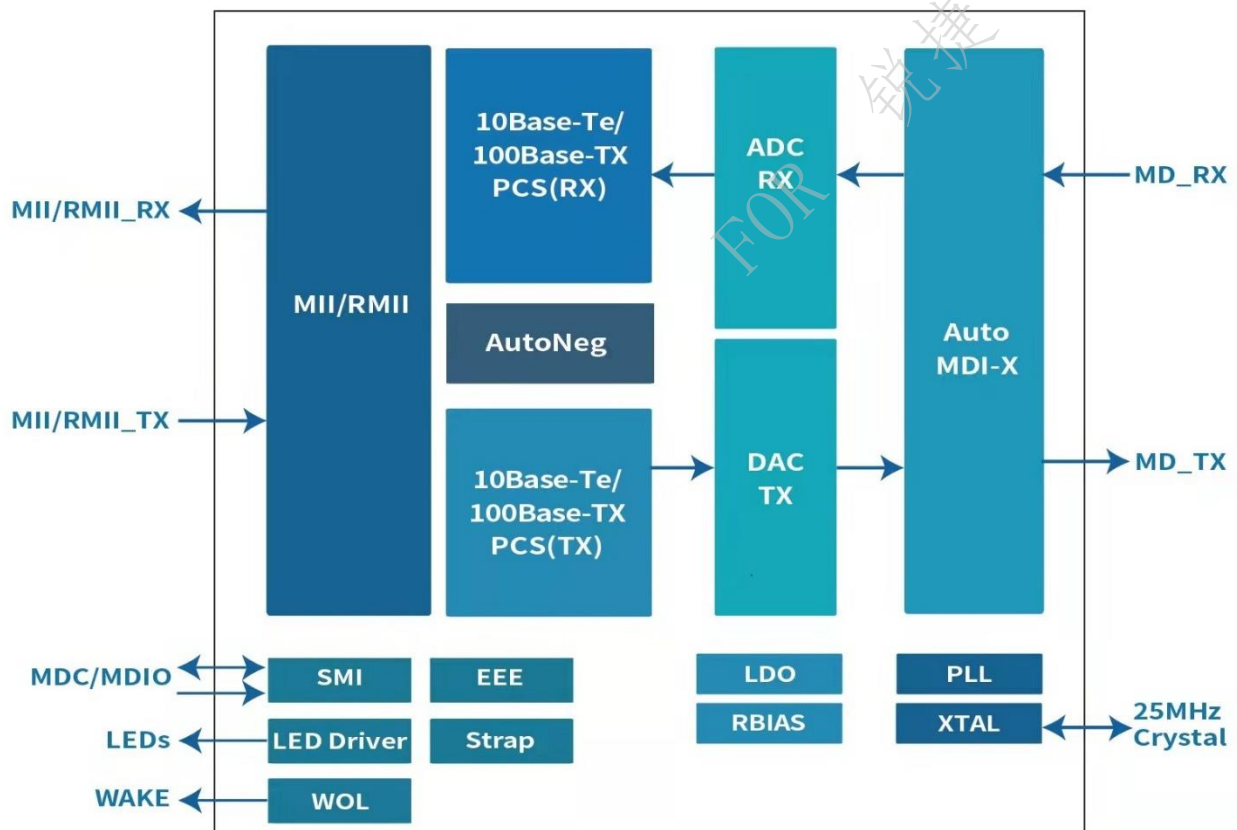 锐捷
FOR
10Base-Te/
100Base-TX
PCS(RX)
ADC
RX
MD_RX
MII/RMII_RX
MII/RMII
AutoNeg
Auto
MDI-X
MII/RMII_TX
10Base-Te/
100Base-TX
PCS(TX)
DAC
TX
MD_TX
MDC/MDIO
SMI
EEE
LDO
PLL
LEDs
LED Driver
Strap
RBIAS
XTAL
25MHz
Crystal
WAKE
WOL